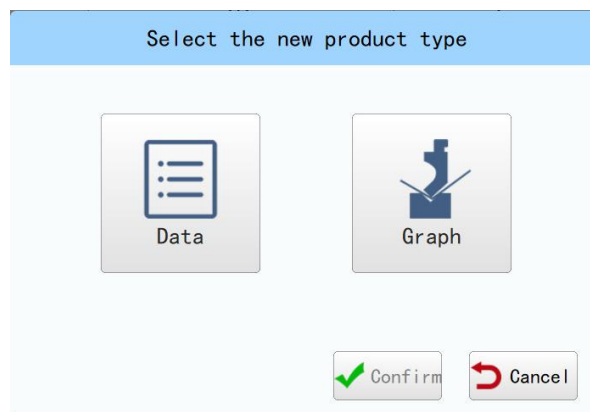 Select the new product type
Data
Graph
Confirm
Cancel